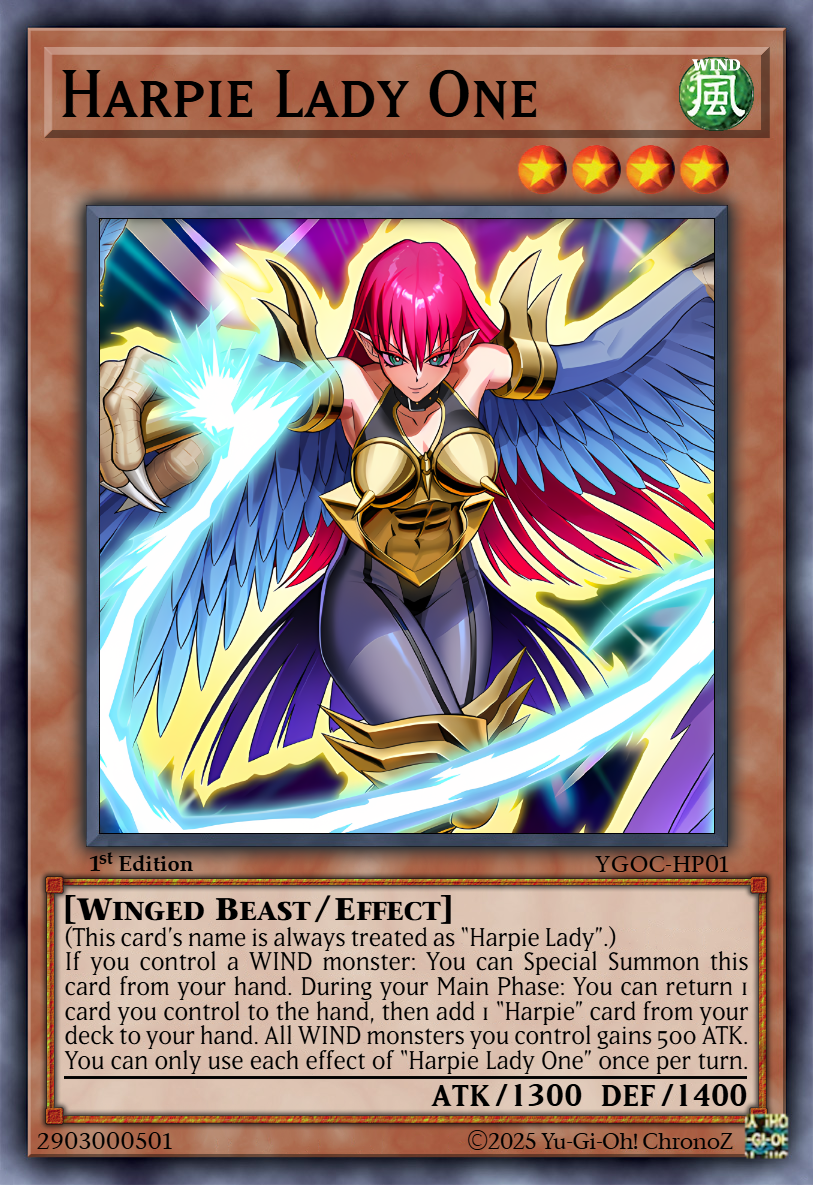 Harpie Lady One
WIND
風
1st Edition
YGOC-HP01
[Winged Beast/Effect]
(This card's name is always treated as "Harpie Lady".)
If you control a WIND monster: You can Special Summon this
card from your hand. During your Main Phase: You can return 1
card you control to the hand, then add 1 "Harpie" card from your
deck to your hand. All WIND monsters you control gains 500 ATK.
You can only use each effect of "Harpie Lady One" once per turn.
ATK/1300 DEF/1400
2903000501
©2025 Yu-Gi-Oh! ChronoZ